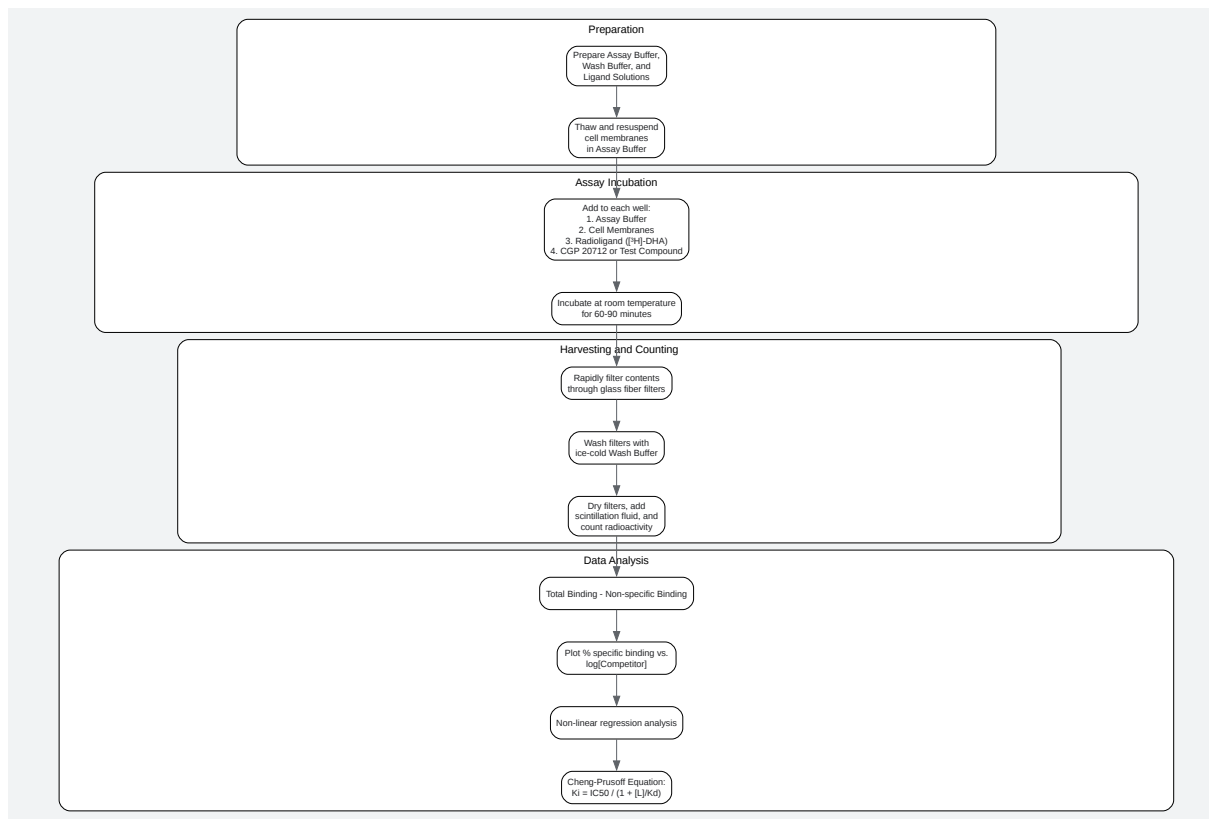 Preparation
Prepare Assay Buffer,
Wash Buffer, and
Ligand Solutions
Thaw and resuspend
cell membranes
in Assay Buffer
Assay Incubation
Add to each well:
1. Assay Buffer
2. Cell Membranes
3. Radioligand ([³H]-DHA)
4. CGP 20712 or Test Compound
Incubate at room temperature
for 60-90 minutes
Harvesting and Counting
Rapidly filter contents
through glass fiber filters
Wash filters with
ice-cold Wash Buffer
Dry filters, add
scintillation fluid, and
count radioactivity
Data Analysis
Total Binding - Non-specific Binding
Plot % specific binding vs.
log[Competitor]
Non-linear regression analysis
Cheng-Prusoff Equation:
Ki = IC50 / (1 + [L]/Kd)